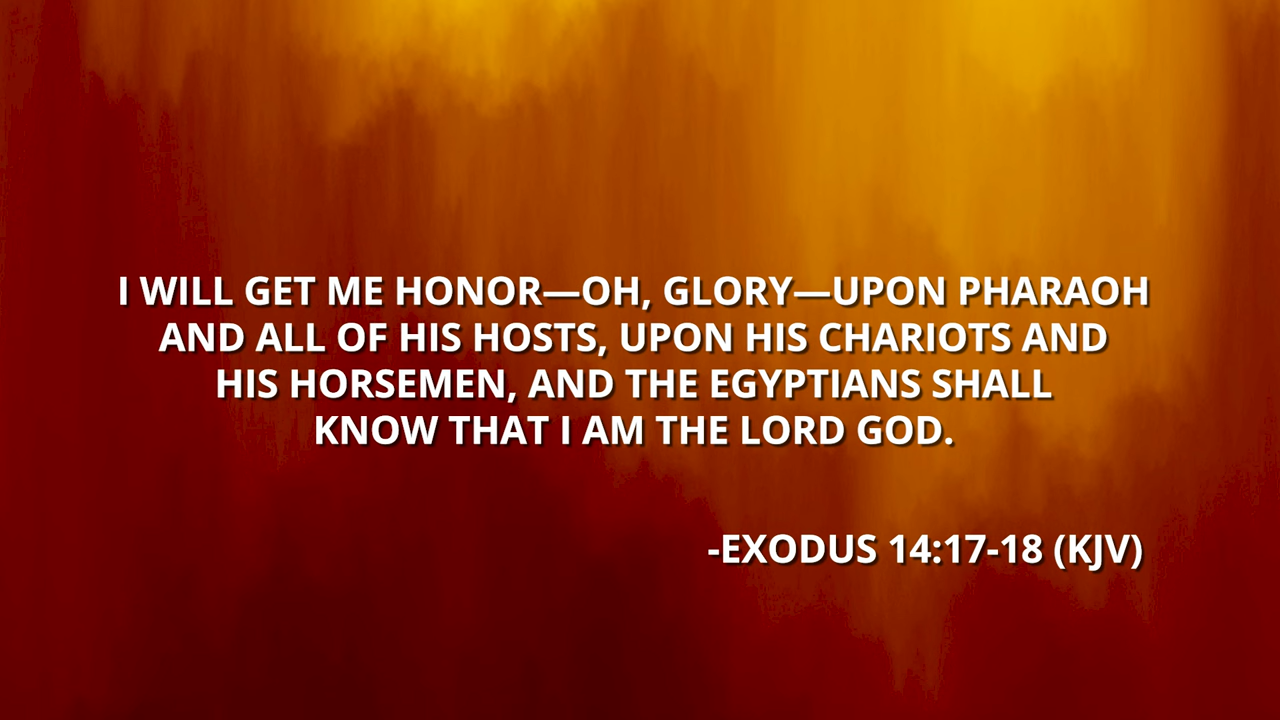 I WILL GET ME HONOR—OH, GLORY—UPON PHARAOH
AND ALL OF HIS HOSTS, UPON HIS CHARIOTS AND
HIS HORSEMEN, AND THE EGYPTIANS SHALL
KNOW THAT I AM THE LORD GOD.
-EXODUS 14:17-18 (KJV)